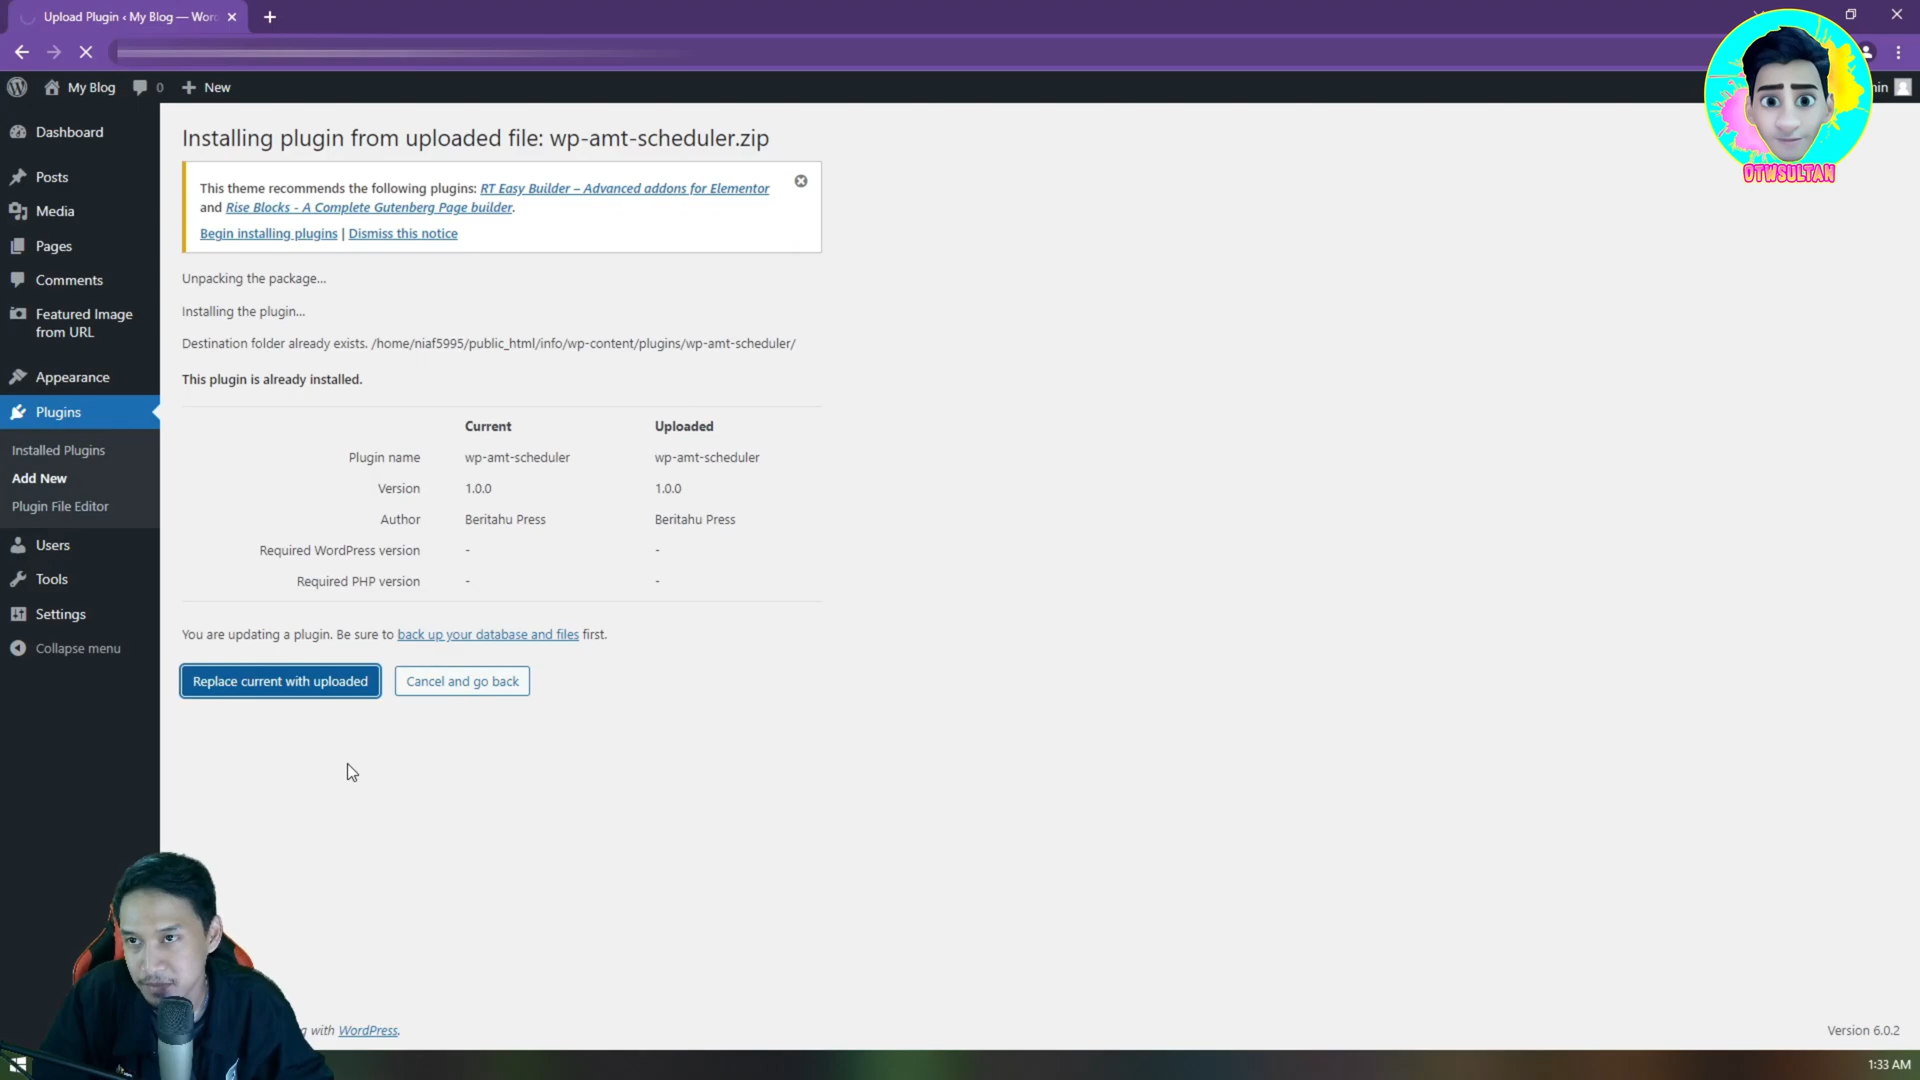 Upload Plugin ‹ My Blog — Wor
My Blog
0
New
OTWSULTAN
Dashboard
Posts
Media
Pages
Comments
Featured Image
from URL
Appearance
Plugins
Installed Plugins
Add New
Plugin File Editor
Users
Tools
Settings
Collapse menu
Installing plugin from uploaded file: wp-amt-scheduler.zip
This theme recommends the following plugins: RT Easy Builder – Advanced addons for Elementor
and Rise Blocks - A Complete Gutenberg Page builder.
Begin installing plugins | Dismiss this notice
Unpacking the package...
Installing the plugin...
Destination folder already exists. /home/niaf5995/public_html/info/wp-content/plugins/wp-amt-scheduler/
This plugin is already installed.
Current Uploaded
Plugin name wp-amt-scheduler wp-amt-scheduler
Version 1.0.0 1.0.0
Author Beritahu Press Beritahu Press
Required WordPress version - -
Required PHP version - -
You are updating a plugin. Be sure to back up your database and files first.
Replace current with uploaded Cancel and go back
with WordPress.
Version 6.0.2
1:33 AM